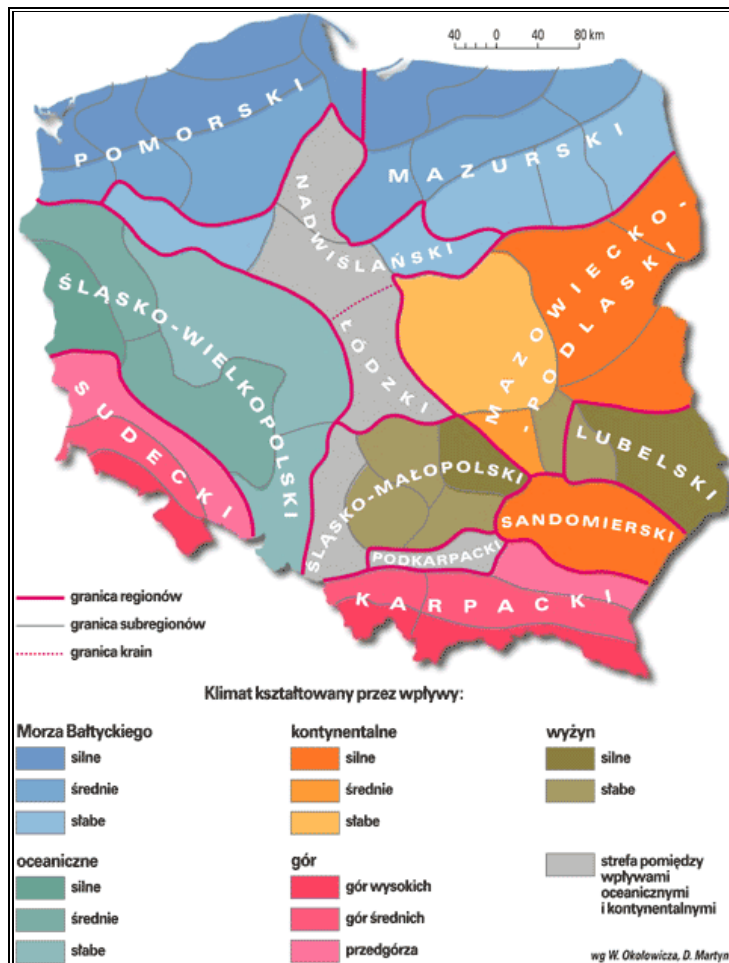 40 0 40 80 km
POMORSKI
MAZURSKI
NADWIŚLAŃSKI
MAZOWIECKO-
-PODLASKI
ŚLĄSKO-WIELKOPOLSKI
ŁÓDZKI
SUDECKI
LUBELSKI
ŚLĄSKO-MAŁOPOLSKI
SANDOMIERSKI
PODKARPACKI
KARPACKI
granica regionów
granica subregionów
granica krain
Klimat kształtowany przez wpływy:
Morza Bałtyckiego
silne
średnie
słabe
kontynentalne
silne
średnie
słabe
wyżyn
silne
słabe
oceaniczne
silne
średnie
słabe
gór
gór wysokich
gór średnich
przedgórza
strefa pomiędzy
wpływami
oceanicznymi
i kontynentalnymi
wg W. Okołowicza, D. Martyn